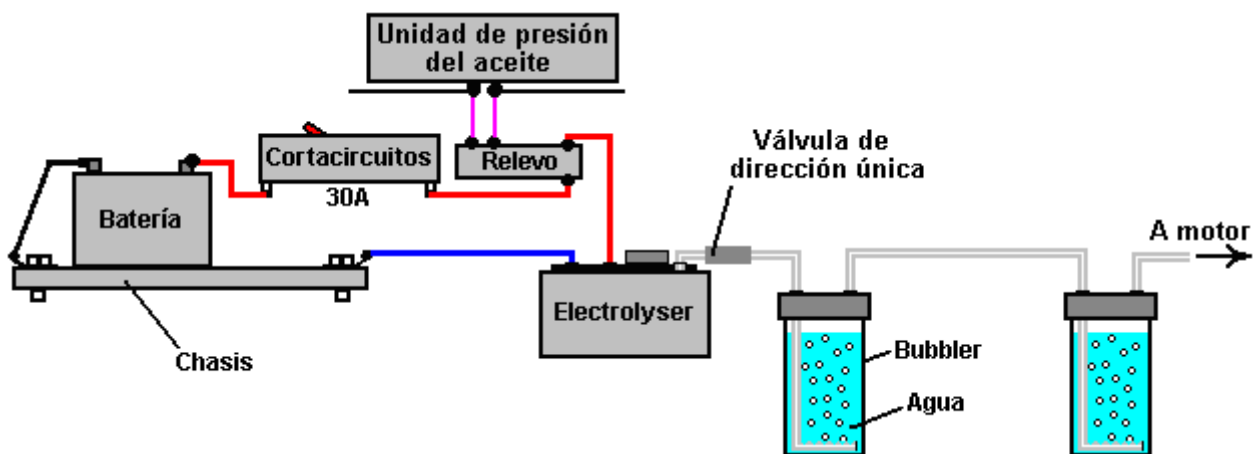 Unidad de presión
del aceite
Cortacircuitos
30A
Relevo
Válvula de
dirección única
Batería
A motor
Electrolyser
Chasis
Bubbler
Agua